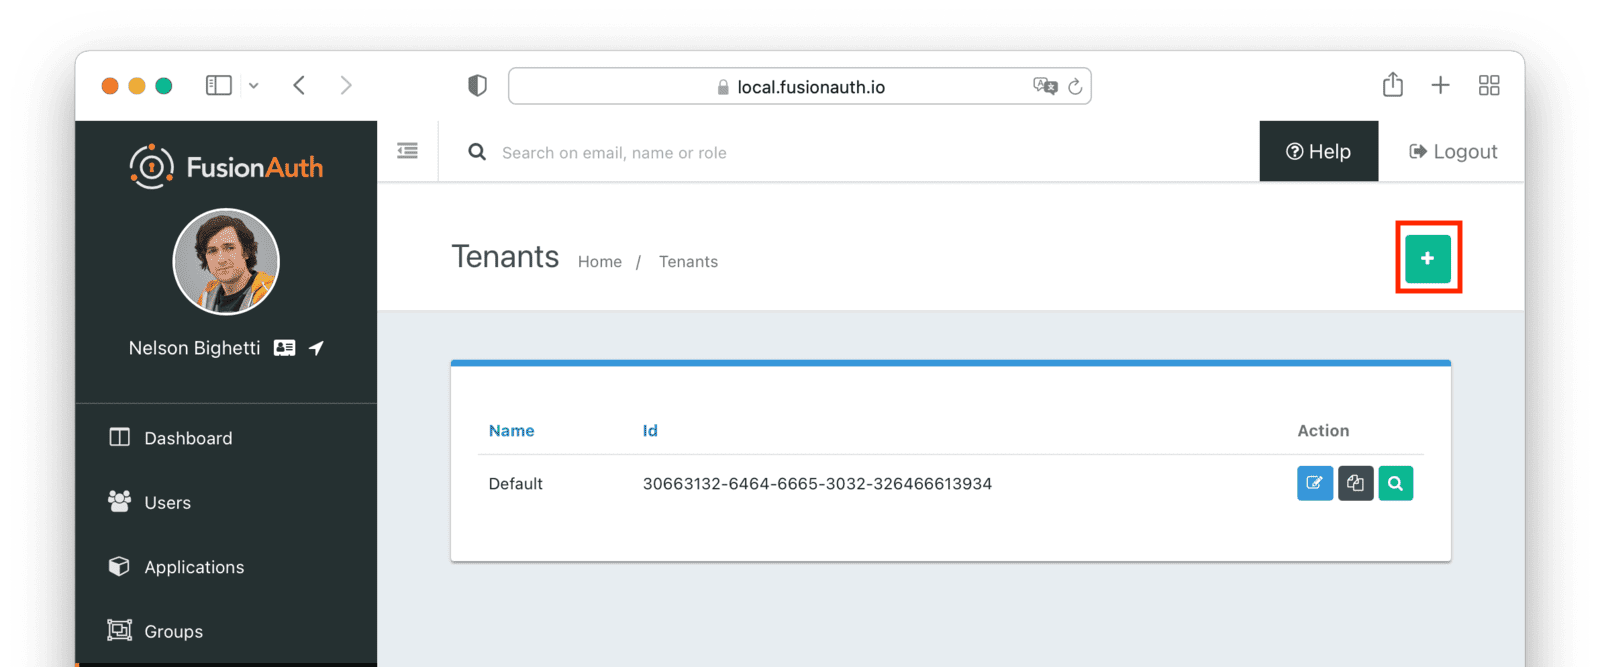 local.fusionauth.io
FusionAuth
Search on email, name or role
Help
Logout
Nelson Bighetti
Tenants Home / Tenants
Dashboard
Users
Applications
Groups
Name Id Action
Default 30663132-6464-6665-3032-326466613934